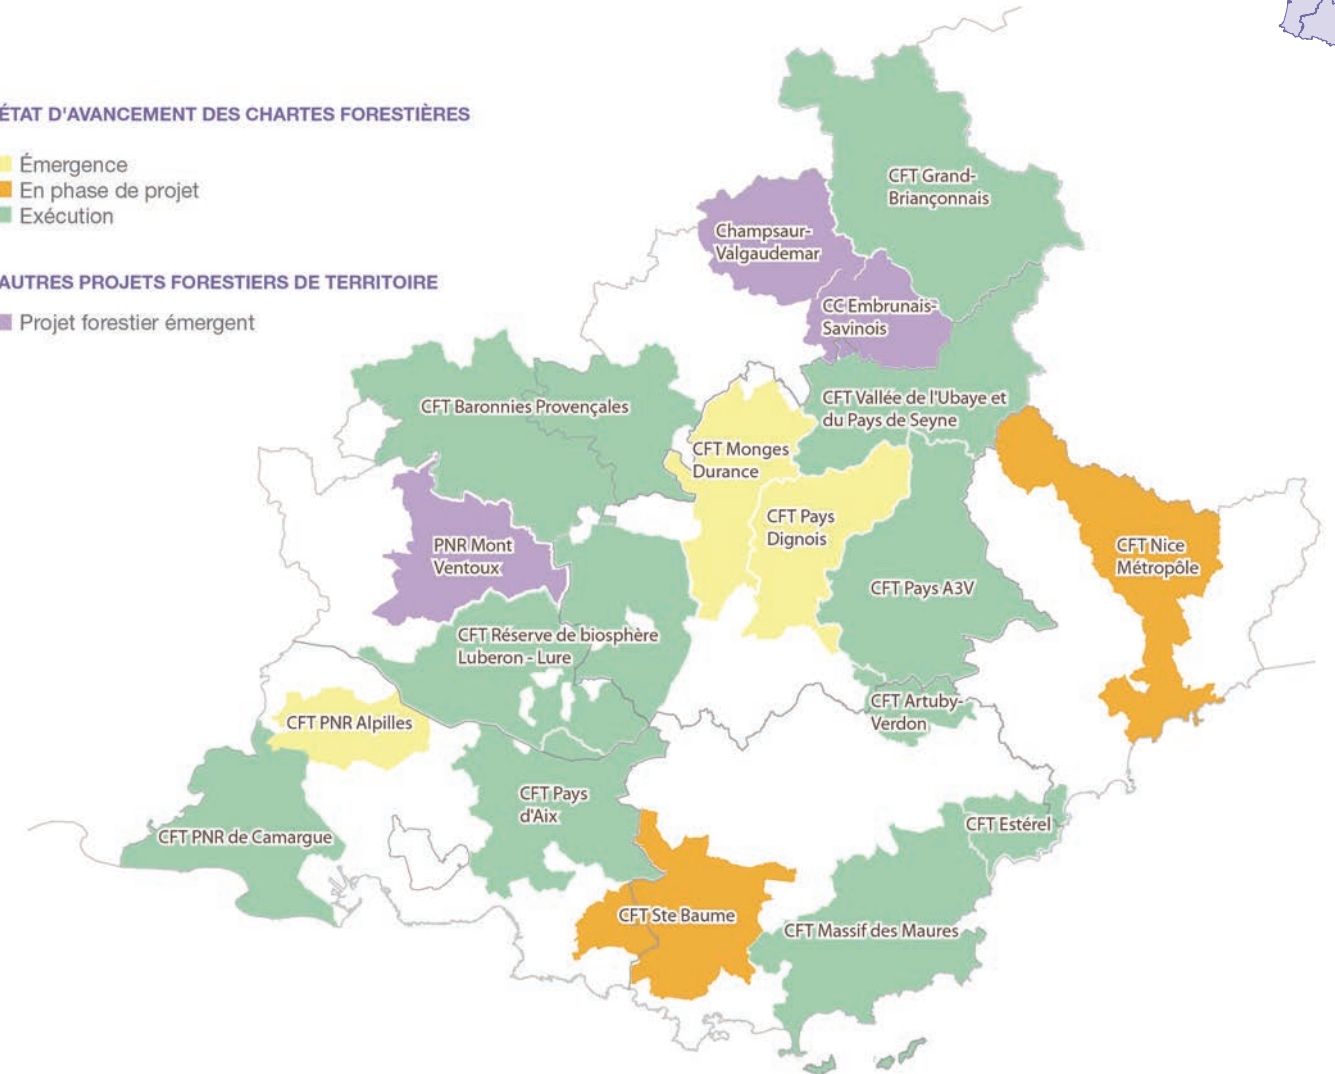 ÉTAT D'AVANCEMENT DES CHARTES FORESTIÈRES
Émergence
En phase de projet
Exécution
AUTRES PROJETS FORESTIERS DE TERRITOIRE
Projet forestier émergent
CFT Grand-
Briançonnais
Champsaur-
Valgaudemar
CC Embrunais-
Savinois
CFT Vallée de l'Ubaye et
du Pays de Seyne
CFT Baronnies Provençales
CFT Monges
Durance
CFT Pays
Dignois
PNR Mont
Ventoux
CFT Nice
Métropôle
CFT Pays A3V
CFT Réserve de biosphère
Luberon - Lure
CFT Artuby-
Verdon
CFT PNR Alpilles
CFT Pays
d'Aix
CFT Estérel
CFT PNR de Camargue
CFT Ste Baume
CFT Massif des Maures